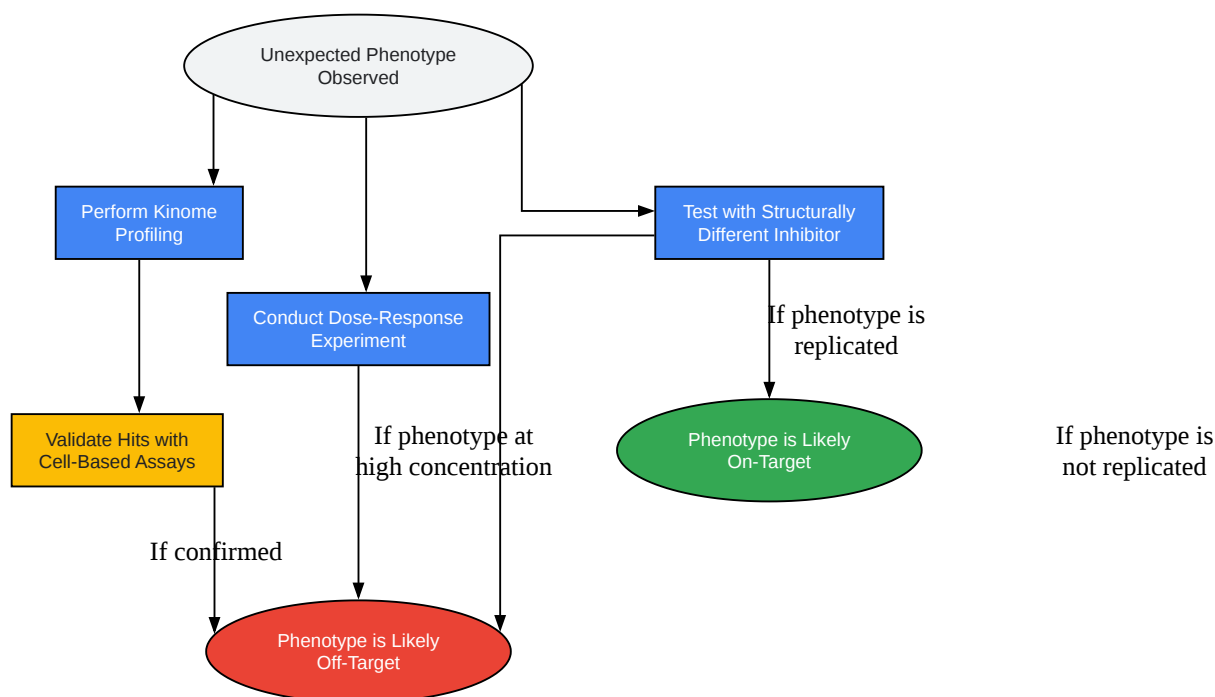 Unexpected Phenotype
Observed
Perform Kinome
Profiling
Test with Structurally
Different Inhibitor
Conduct Dose-Response
Experiment
If phenotype is
replicated
Validate Hits with
Cell-Based Assays
If phenotype at
high concentration
Phenotype is Likely
On-Target
If phenotype is
not replicated
If confirmed
Phenotype is Likely
Off-Target